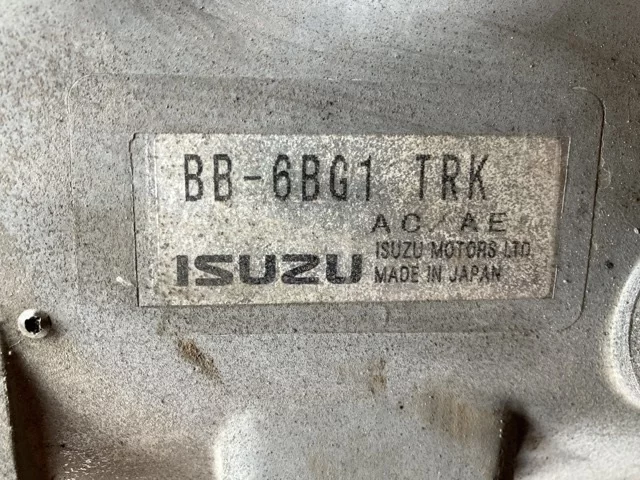 BB-6BG1 TRK
AC/AE
ISUZU
ISUZU MOTORS LTD.
MADE IN JAPAN